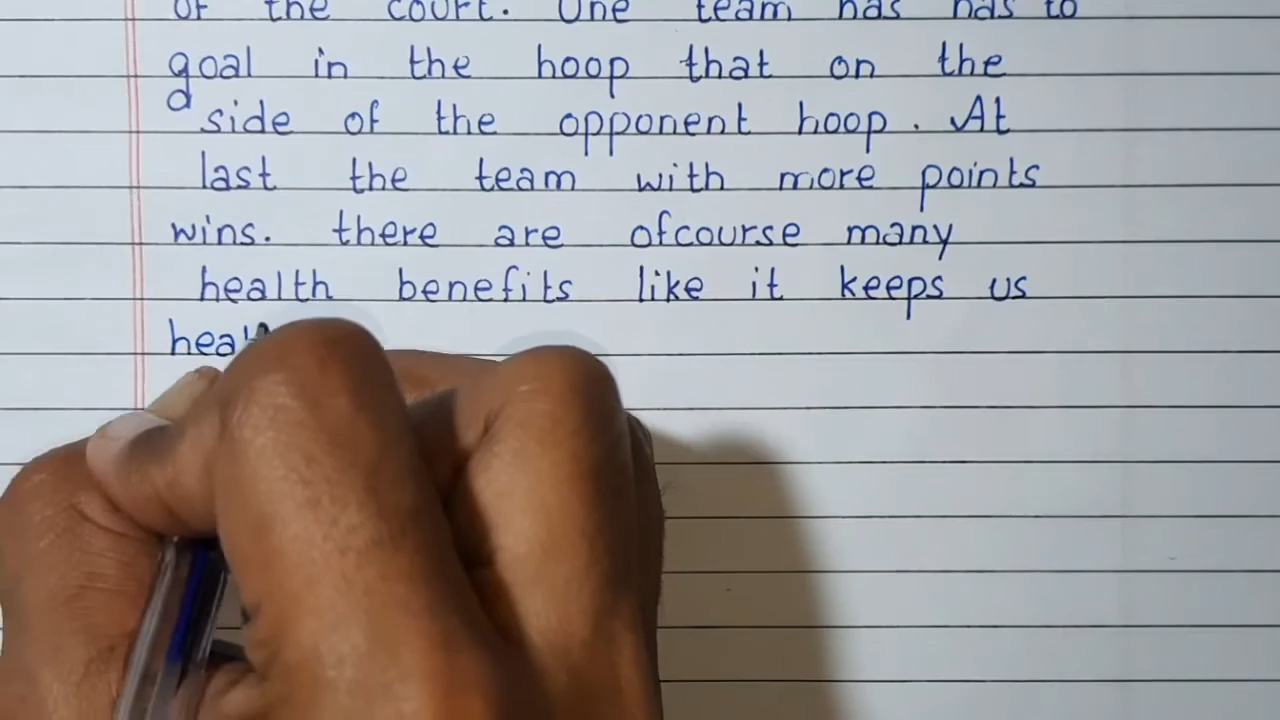 of the court. One team has has to
goal in the hoop that on the
side of the opponent hoop. At
last the team with more points
wins. there are ofcourse many
health benefits like it keeps us